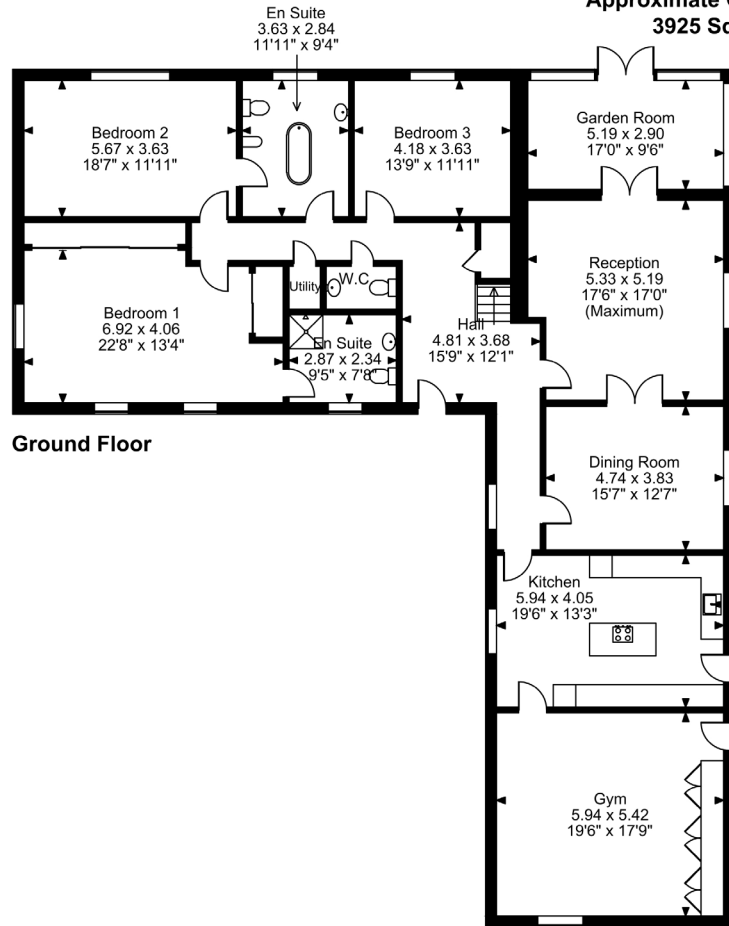 Approximate
3925
En Suite
3.63 x 2.84
11'11" x 9'4"
Bedroom 2
5.67 x 3.63
18'7" x 11'11"
Bedroom 3
4.18 x 3.63
13'9" x 11'11"
Garden Room
5.19 x 2.90
17'0" x 9'6"
Reception
5.33 x 5.19
17'6" x 17'0"
(Maximum)
Utility
W.C
Bedroom 1
6.92 x 4.06
22'8" x 13'4"
En Suite
2.87 x 2.34
9'5" x 7'8"
Hall
4.81 x 3.68
15'9" x 12'1"
Ground Floor
Dining Room
4.74 x 3.83
15'7" x 12'7"
Kitchen
5.94 x 4.05
19'6" x 13'3"
Gym
5.94 x 5.42
19'6" x 17'9"